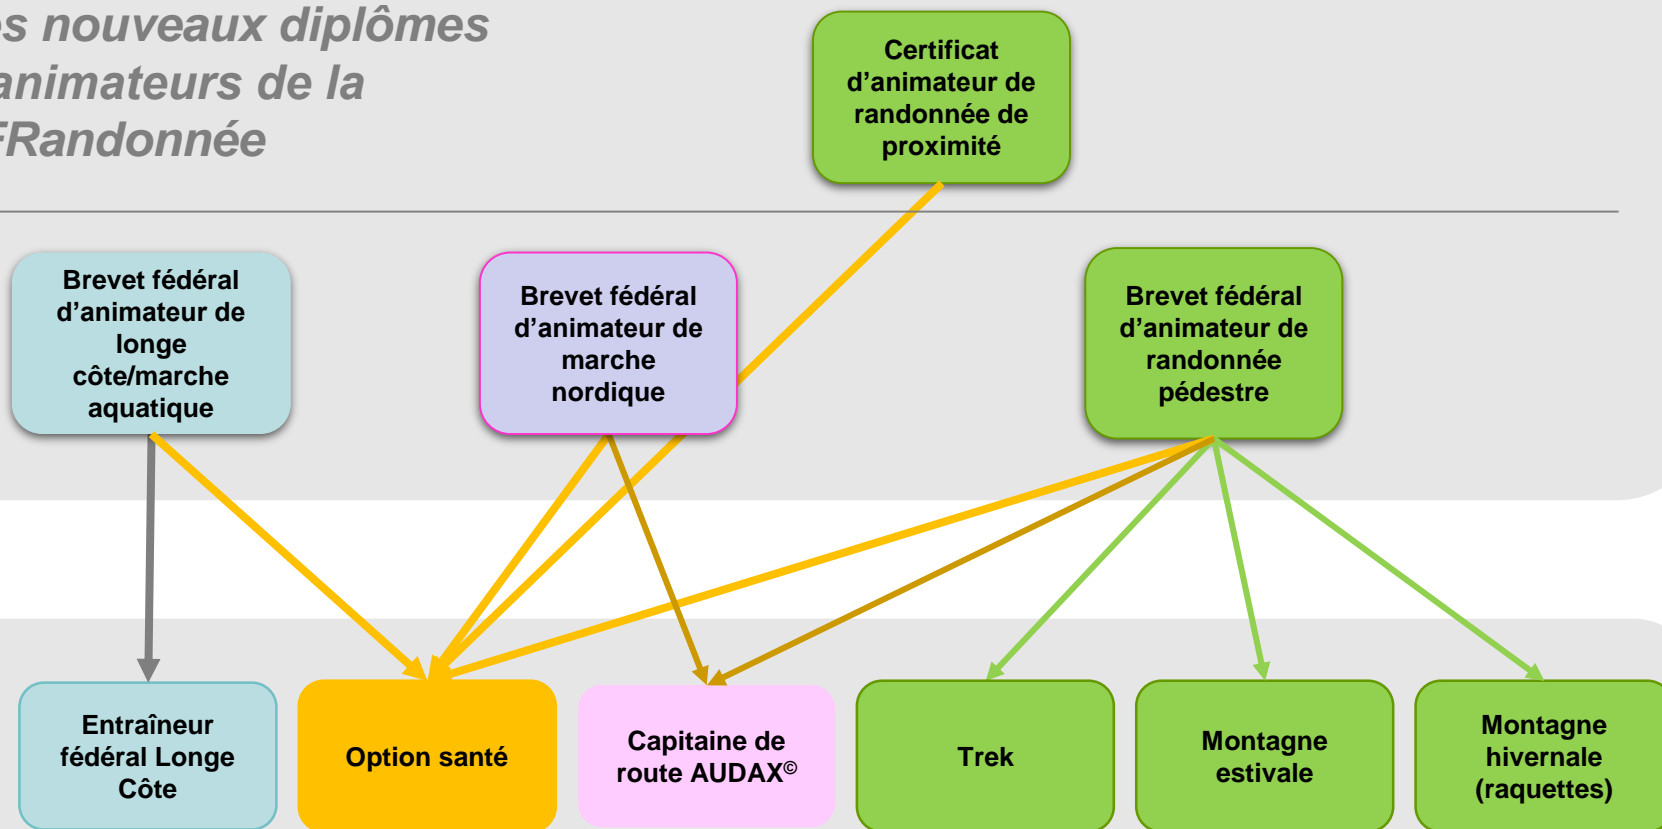 es nouveaux diplômes
animateurs de la
FRandonnée
Certificat
d'animateur de
randonnée de
proximité
Brevet fédéral
d'animateur de
longe
côte/marche
aquatique
Brevet fédéral
d'animateur de
marche
nordique
Brevet fédéral
d'animateur de
randonnée
pédestre
Entraîneur
fédéral Longe
Côte
Option santé
Capitaine de
route AUDAX©
Trek
Montagne
estivale
Montagne
hivernale
(raquettes)